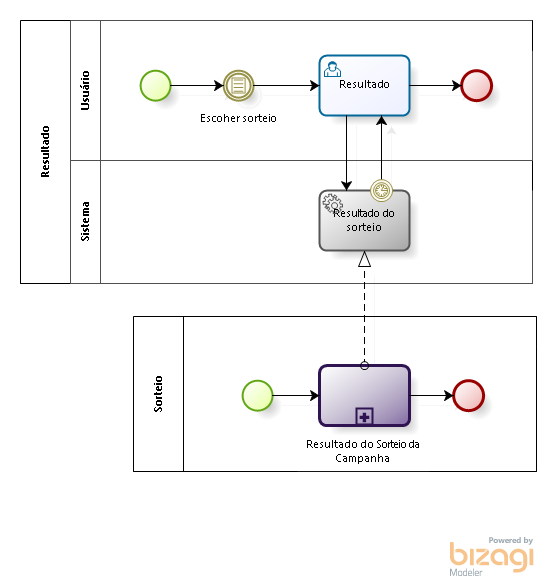 Resultado
Usuário
Escoher sorteio
Resultado
Sistema
Resultado do
sorteio
Sorteio
Resultado do Sorteio da
Campanha
Powered by
bizagi
Modeler